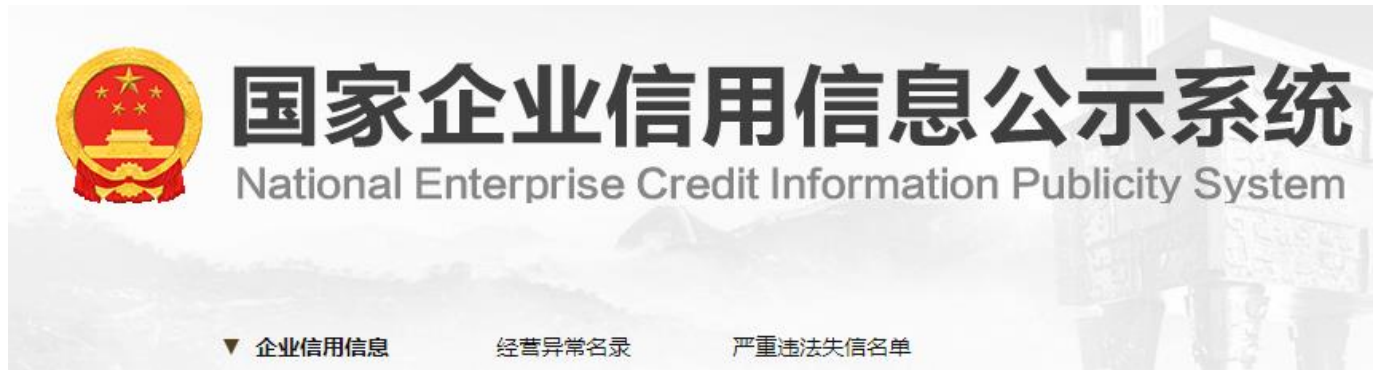 国家企业信用信息公示系统
National Enterprise Credit Information Publicity System
▼ 企业信用信息 经营异常名录 严重违法失信名单